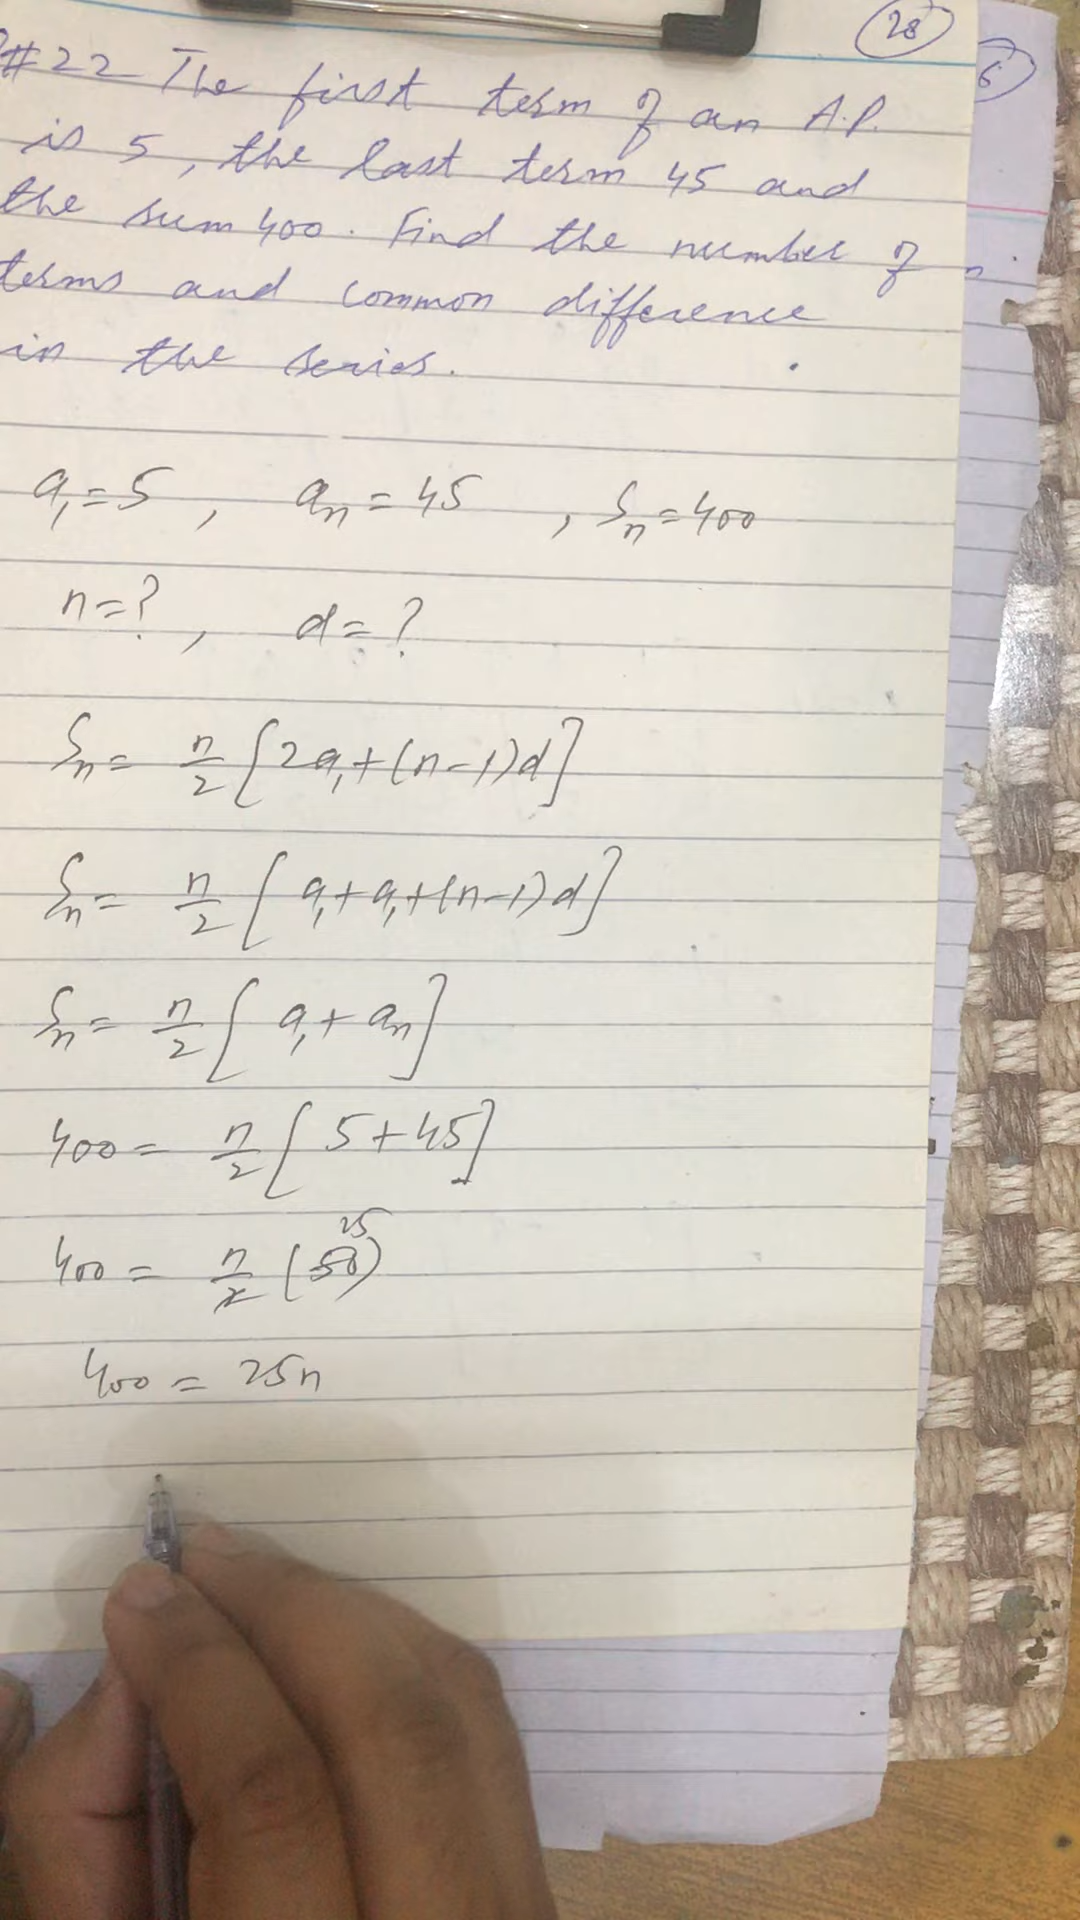 28
6
#22 The first term of an A.P.
is 5, the last term 45 and
the sum 400. Find the number of
terms and common difference
in the series.
a₁=5, aₙ=45, Sₙ=400
n=?, d=?
Sₙ= n/2 [2a₁+(n-1)d]
Sₙ= n/2 [a₁+a₁+(n-1)d]
Sₙ= n/2 [a₁+aₙ]
400= n/2 [5+45]
25
400 = n/2 (50)
400 = 25n